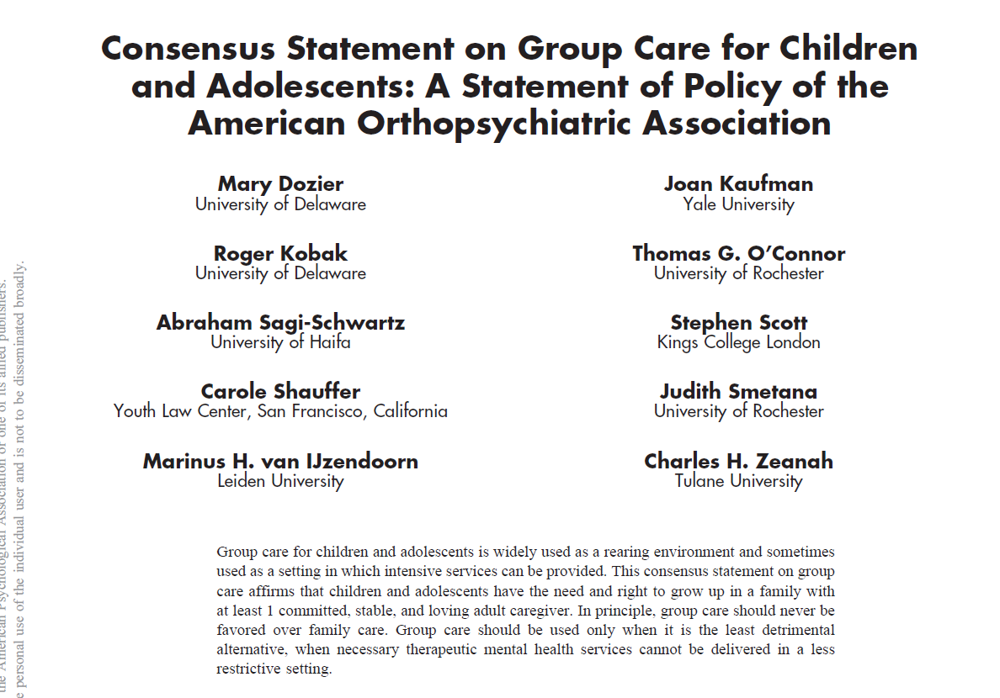 Consensus Statement on Group Care for Children
and Adolescents: A Statement of Policy of the
American Orthopsychiatric Association
Mary Dozier
University of Delaware
Joan Kaufman
Yale University
Roger Kobak
University of Delaware
Thomas G. O’Connor
University of Rochester
Abraham Sagi-Schwartz
University of Haifa
Stephen Scott
Kings College London
Carole Shauffer
Youth Law Center, San Francisco, California
Judith Smetana
University of Rochester
Marinus H. van IJzendoorn
Leiden University
Charles H. Zeanah
Tulane University
Group care for children and adolescents is widely used as a rearing environment and sometimes
used as a setting in which intensive services can be provided. This consensus statement on group
care affirms that children and adolescents have the need and right to grow up in a family with
at least 1 committed, stable, and loving adult caregiver. In principle, group care should never be
favored over family care. Group care should be used only when it is the least detrimental
alternative, when necessary therapeutic mental health services cannot be delivered in a less
restrictive setting.
the American Psychological Association or one of its allied publishers.
e personal use of the individual user and is not to be disseminated broadly.